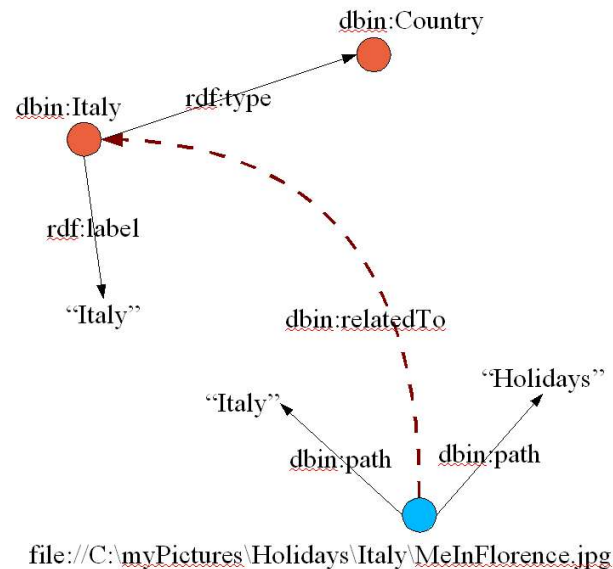 dbin:Country
rdf:type
dbin:Italy
rdf:label
“Italy”
dbin:relatedTo
“Holidays”
“Italy”
dbin:path
dbin:path
file://C:\myPictures\Holidays\Italy\MeInFlorence.jpg